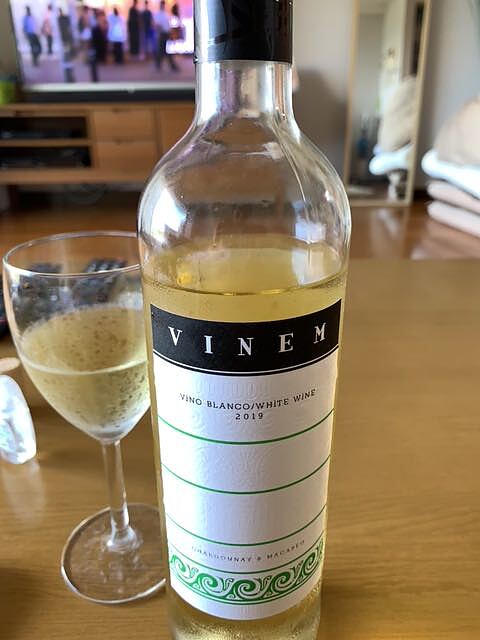 VINEM
VINO BLANCO/WHITE WINE
2019
CHARDONNAY & MACABEO